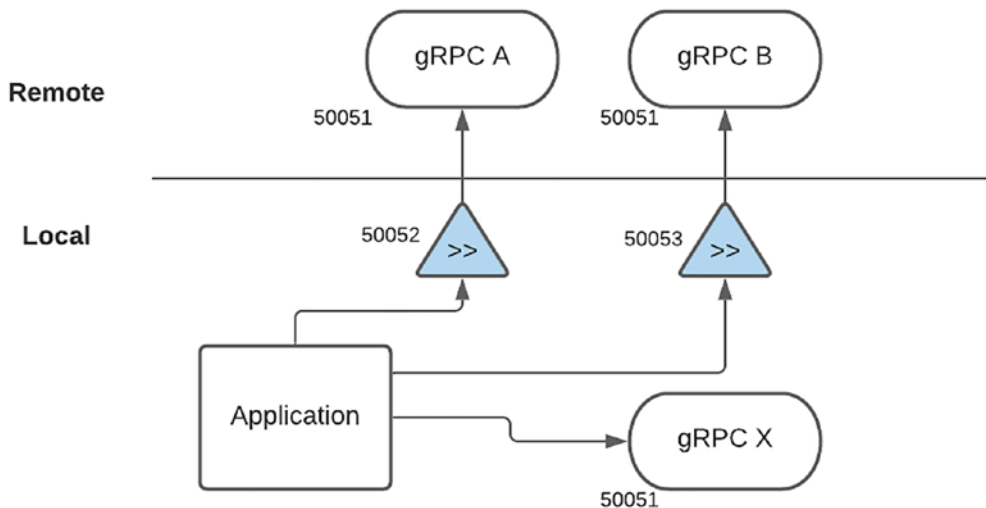 gRPC A
gRPC B
Remote
50051
50051
Local
50052
>>
50053
>>
Application
gRPC X
50051